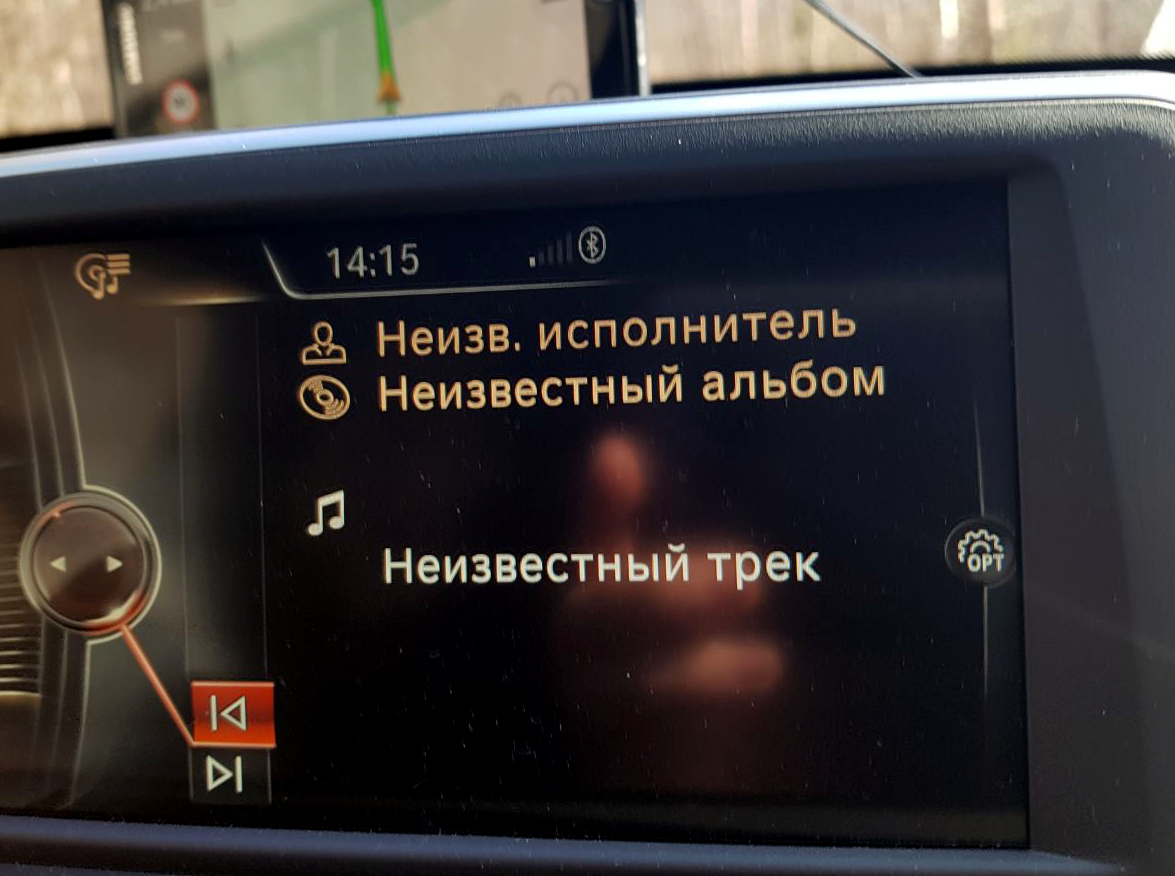 14:15
Неизв. исполнитель
Неизвестный альбом
Неизвестный трек
OPT